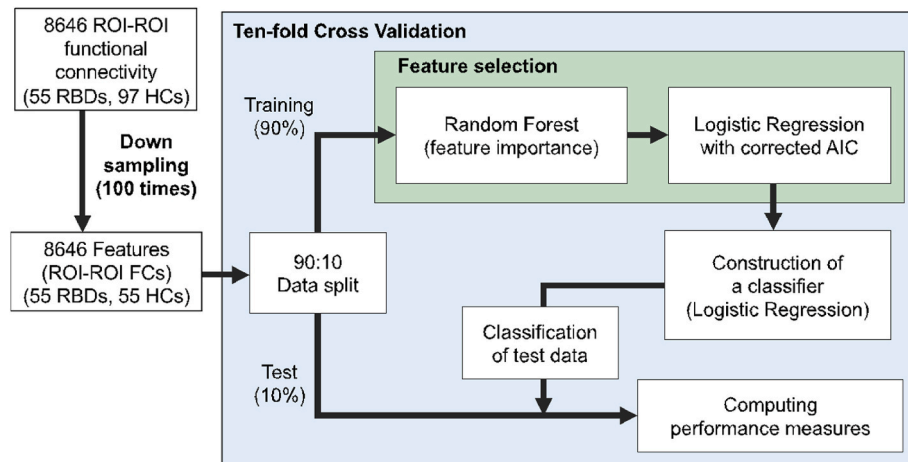 8646 ROI-ROI
functional
connectivity
(55 RBDs, 97 HCs)
Down
sampling
(100 times)
8646 Features
(ROI-ROI FCs)
(55 RBDs, 55 HCs)
Ten-fold Cross Validation
Feature selection
Training
(90%)
Random Forest
(feature importance)
Logistic Regression
with corrected AIC
90:10
Data split
Construction of
a classifier
(Logistic Regression)
Classification
of test data
Test
(10%)
Computing
performance measures